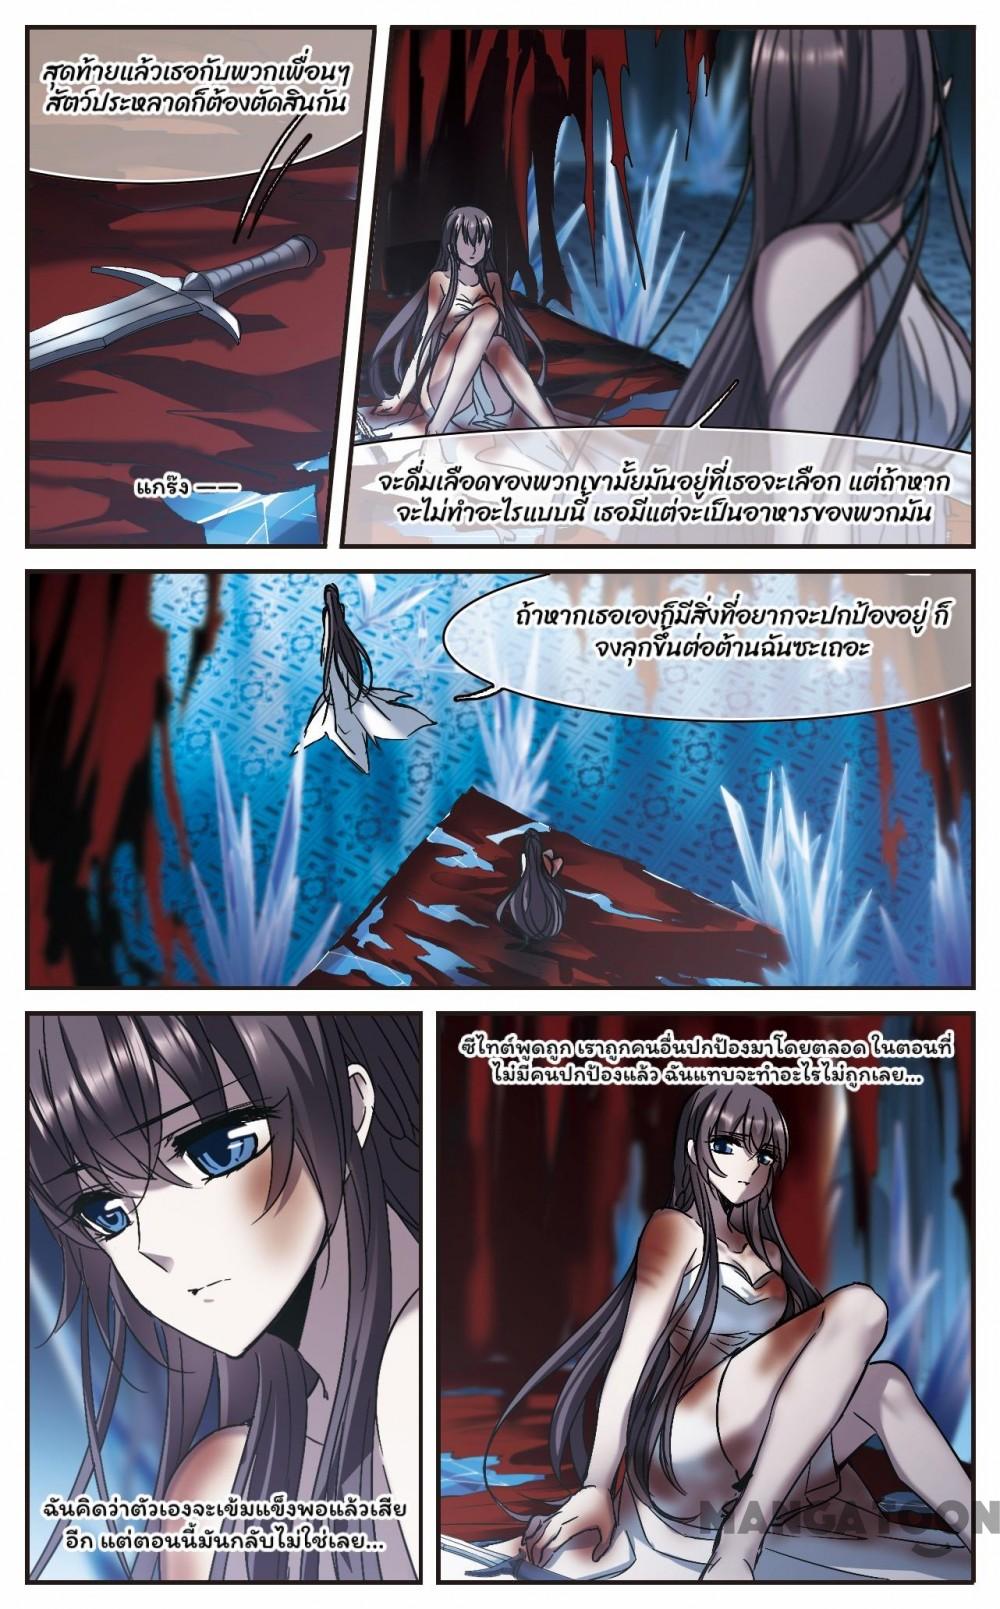 สุดท้ายแล้วเธอกับพวกเพื่อนๆ
สัตว์ประหลาดก็ต้องตัดสินกัน
แกร๊ง ——
จะดื่มเลือดของพวกเขามั้ยมันอยู่ที่เธอจะเลือก แต่ถ้าหาก
จะไม่ทำอะไรแบบนี้ เธอมีแต่จะเป็นอาหารของพวกมัน
ถ้าหากเธอเองก็มีสิ่งที่อยากจะปกป้องอยู่ ก็
จงลุกขึ้นต่อต้านฉันซะเถอะ
ฉันคิดว่าตัวเองจะเข้มแข็งพอแล้วเสีย
อีก แต่ตอนนี้มันกลับไม่ใช่เลย...
ซีไทต์พูดถูก เราถูกคนอื่นปกป้องมาโดยตลอด ในตอนที่
ไม่มีคนปกป้องแล้ว ฉันแทบจะทำอะไรไม่ถูกเลย...
MANGATOON